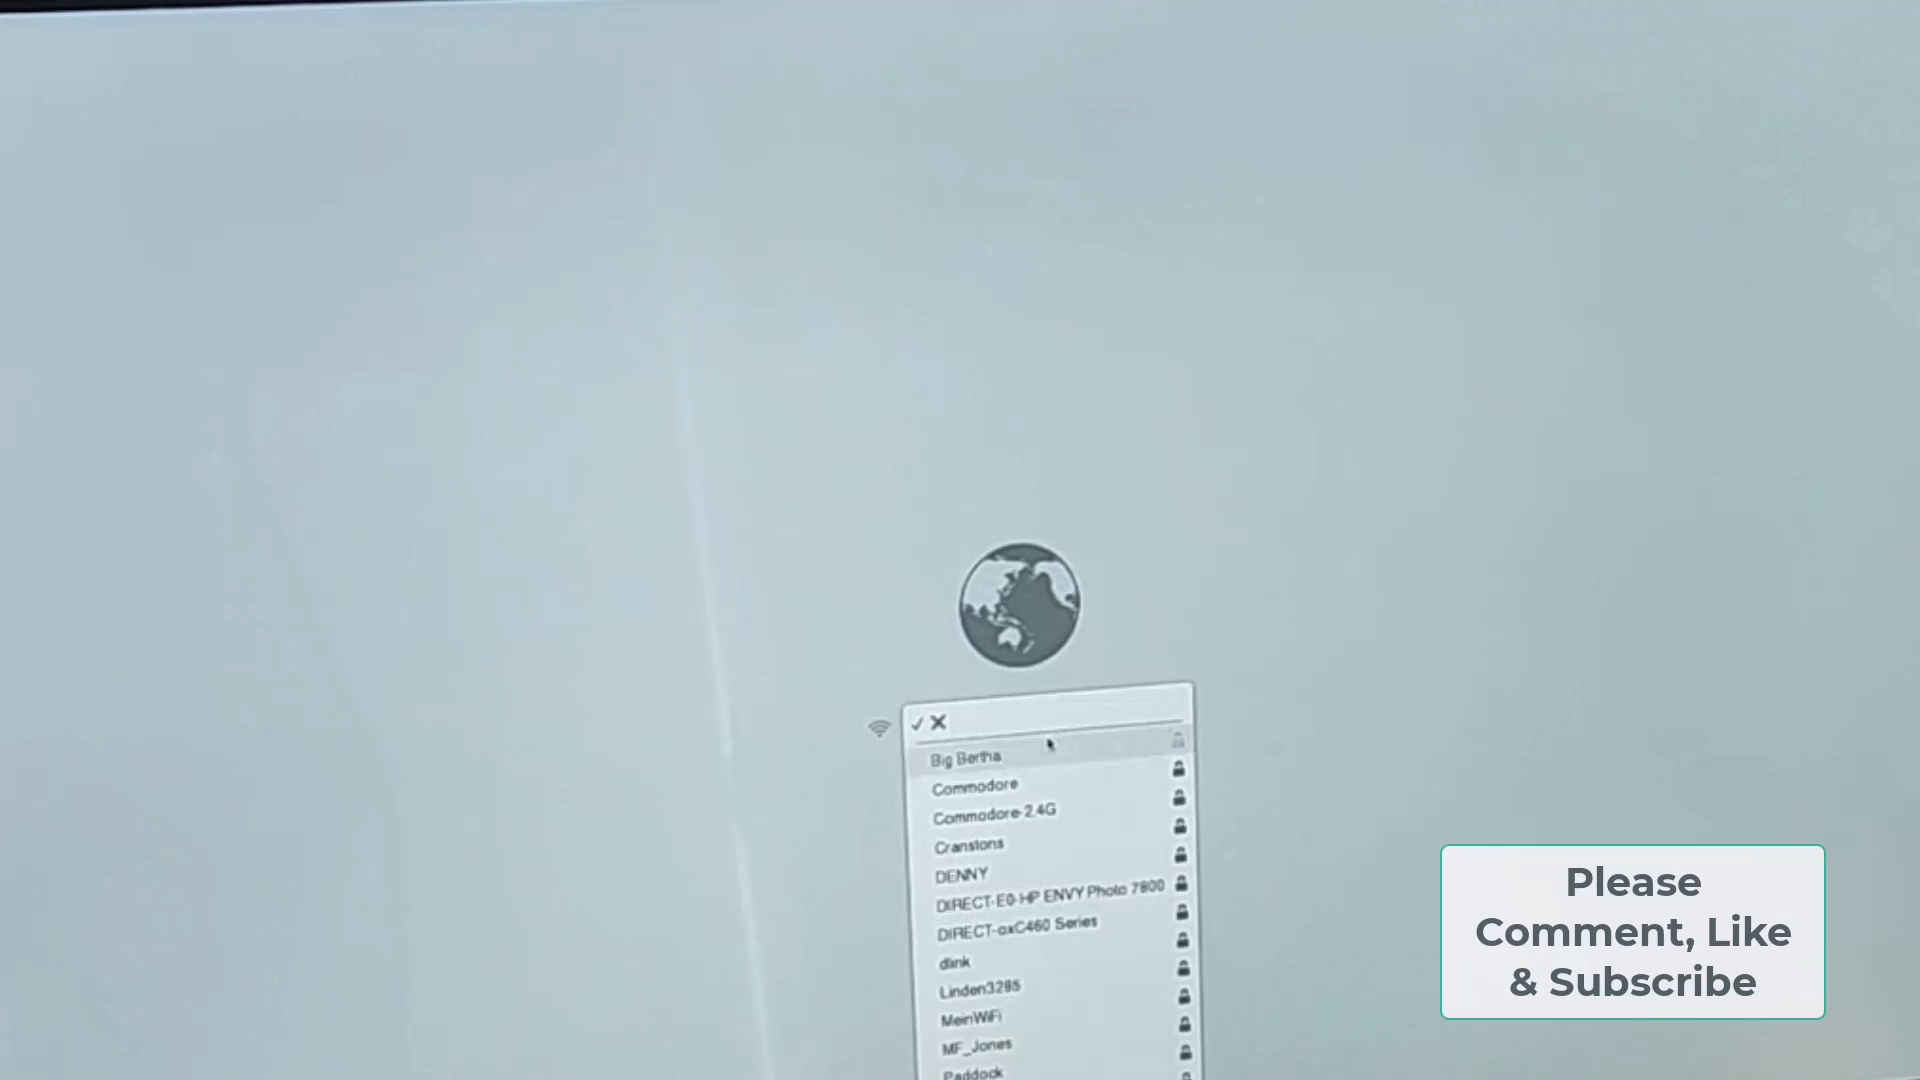 Big Bertha
Commodore
Commodore-2.4G
Cranstons
DENNY
DIRECT-E0-HP ENVY Photo 7800
DIRECT-oxC460 Series
dlink
Linden3285
MeinWiFi
MF_Jones
Paddock
Please
Comment, Like
& Subscribe